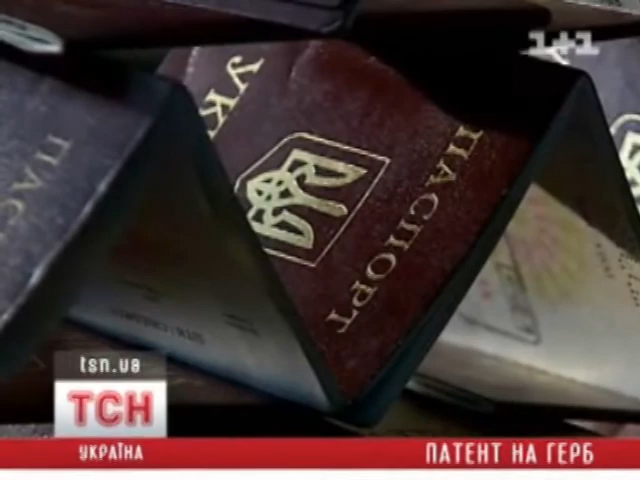 1+1
УК
ПАСПОРТ
ПАС
tsn.ua
ТСН
УКРАЇНА
ПАТЕНТ НА ГЕРБ